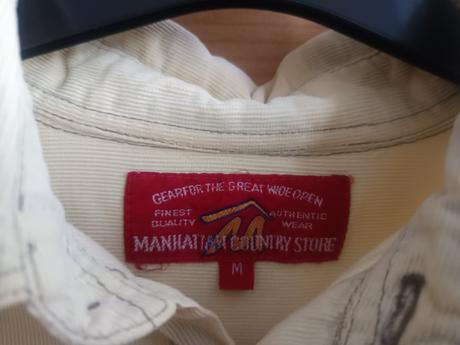 GEAR FOR THE GREAT WIDE OPEN
FINEST AUTHENTIC
QUALITY WEAR
MANHATTAN COUNTRY STORE
M